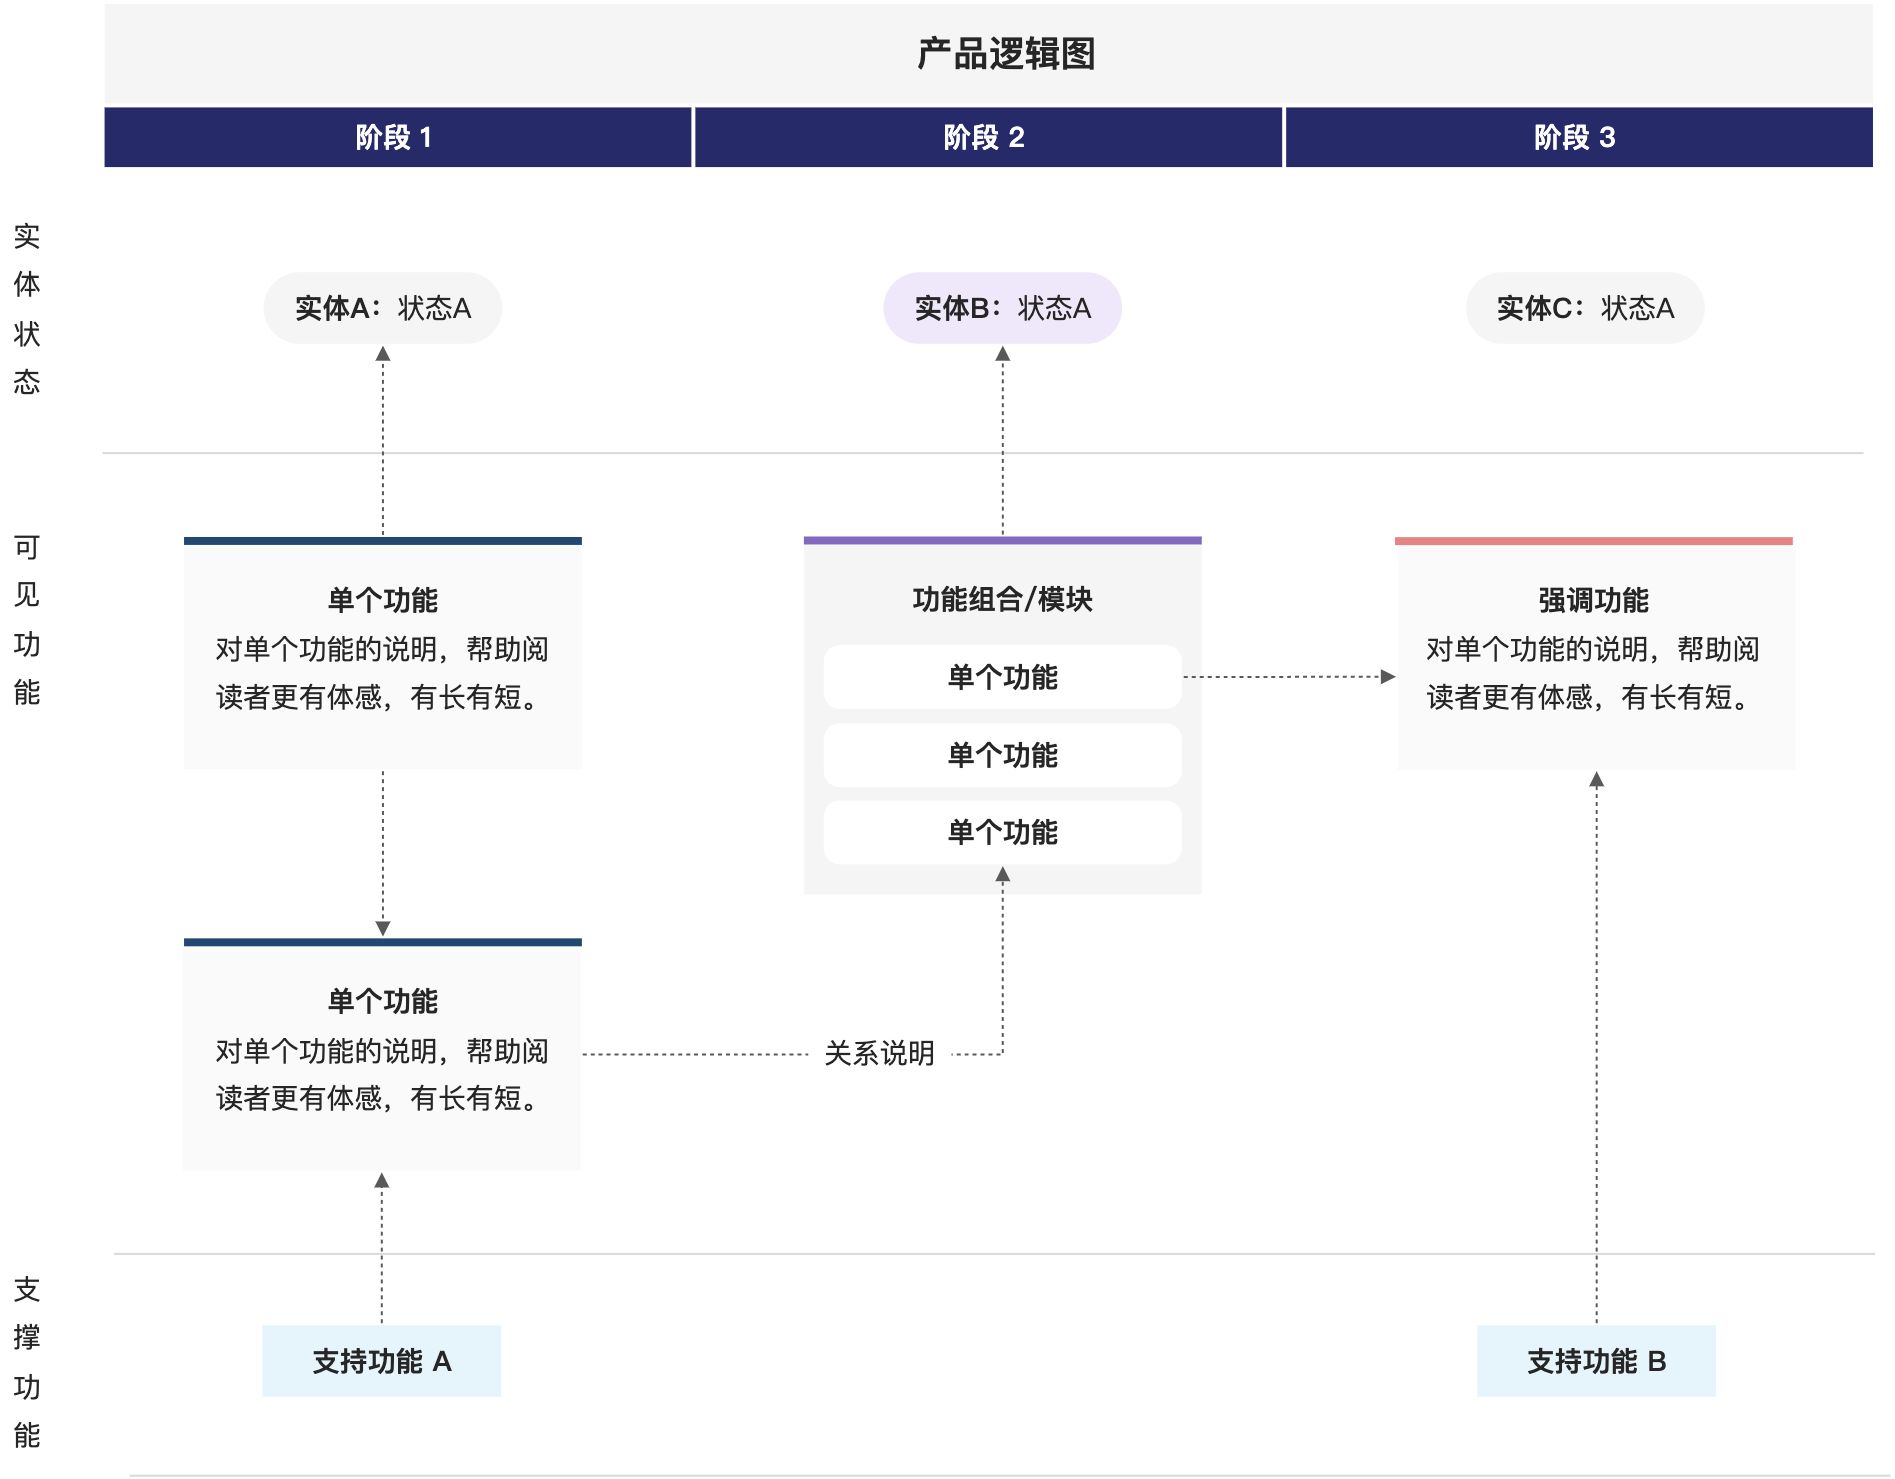 产品逻辑图
阶段 1
阶段 2
阶段 3
实体状态
实体A：状态A
实体B：状态A
实体C：状态A
可见功能
单个功能
对单个功能的说明，帮助阅
读者更有体感，有长有短。
功能组合/模块
单个功能
单个功能
单个功能
强调功能
对单个功能的说明，帮助阅
读者更有体感，有长有短。
单个功能
对单个功能的说明，帮助阅
读者更有体感，有长有短。
关系说明
支撑功能
支持功能 A
支持功能 B